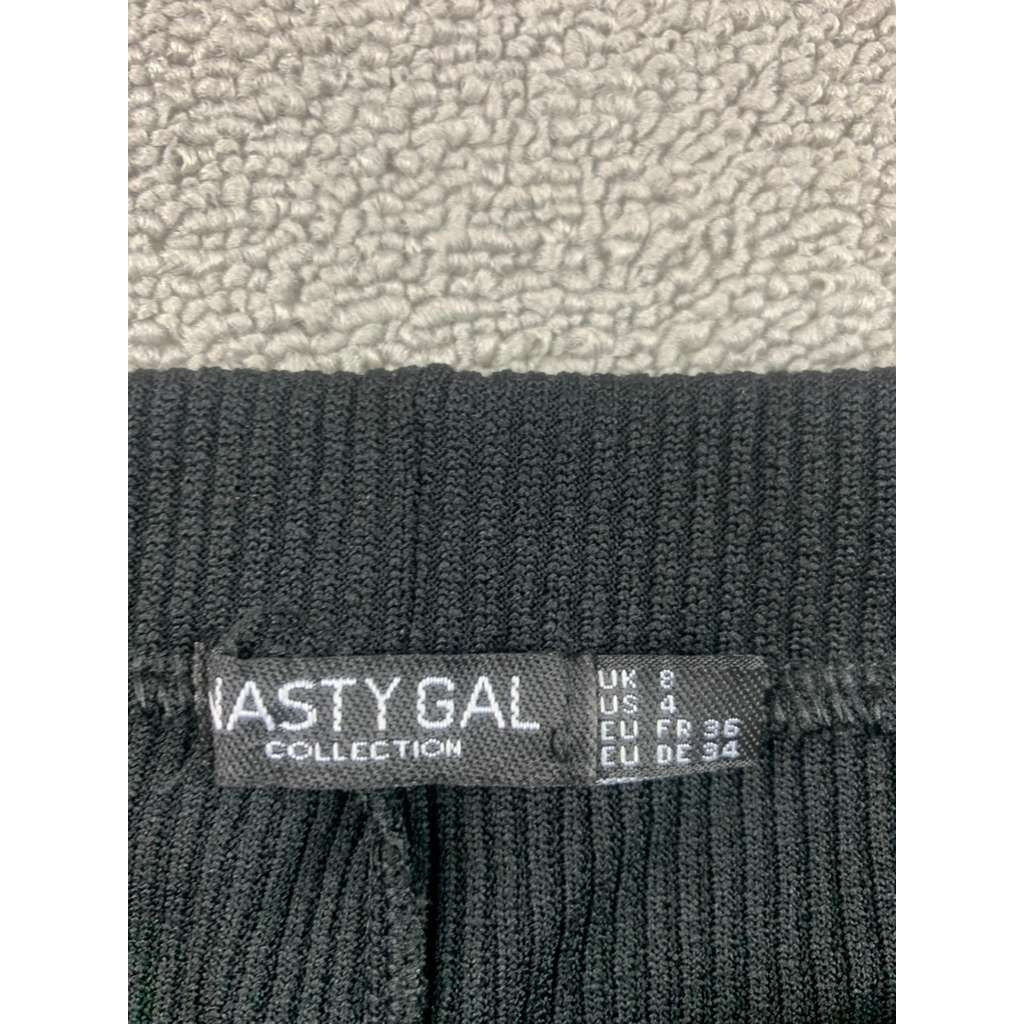 NASTY GAL
COLLECTION
UK 8
US 4
EU FR 36
EU DE 34